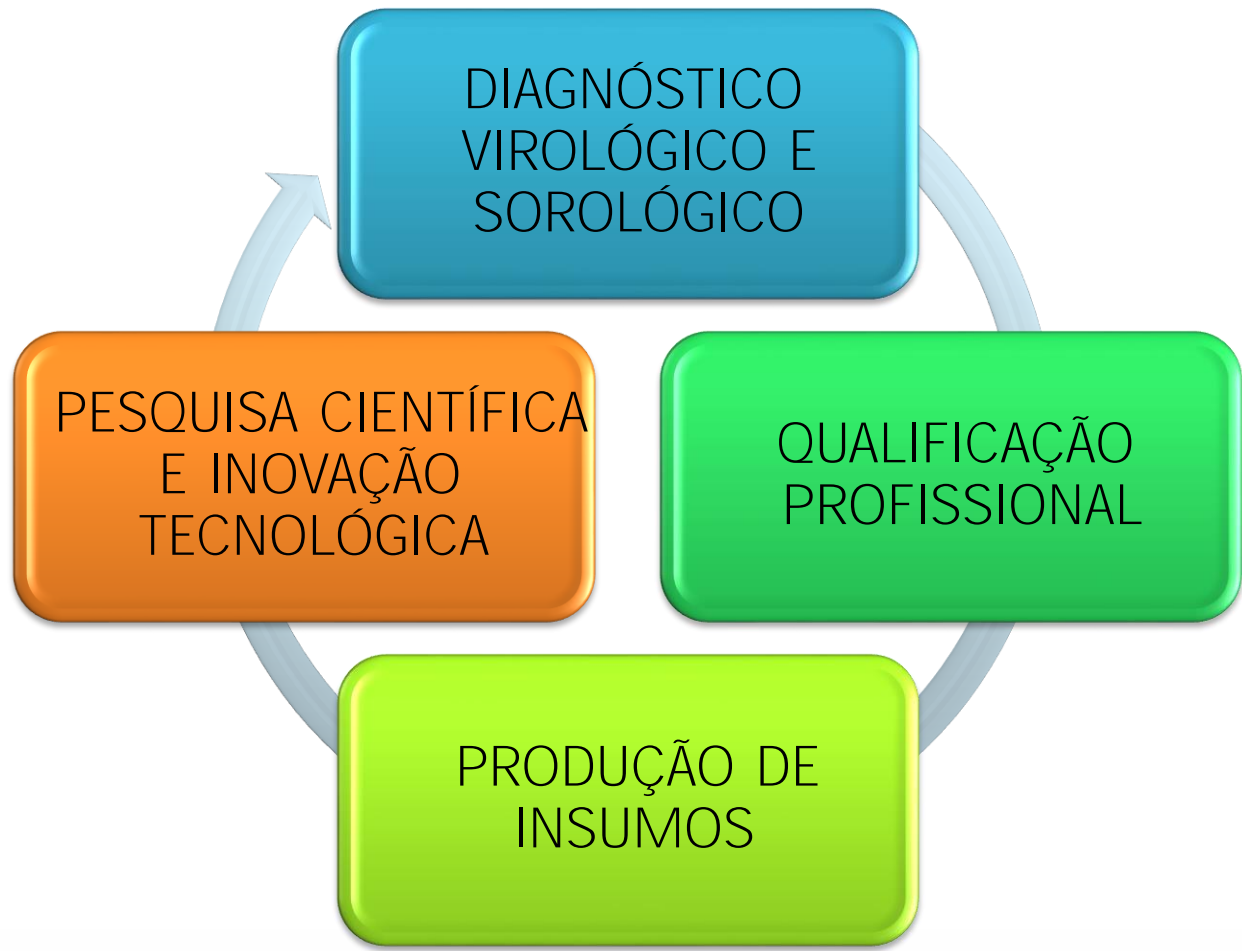 DIAGNÓSTICO
VIROLÓGICO E
SOROLÓGICO
QUALIFICAÇÃO
PROFISSIONAL
PRODUÇÃO DE
INSUMOS
PESQUISA CIENTÍFICA
E INOVAÇÃO
TECNOLÓGICA